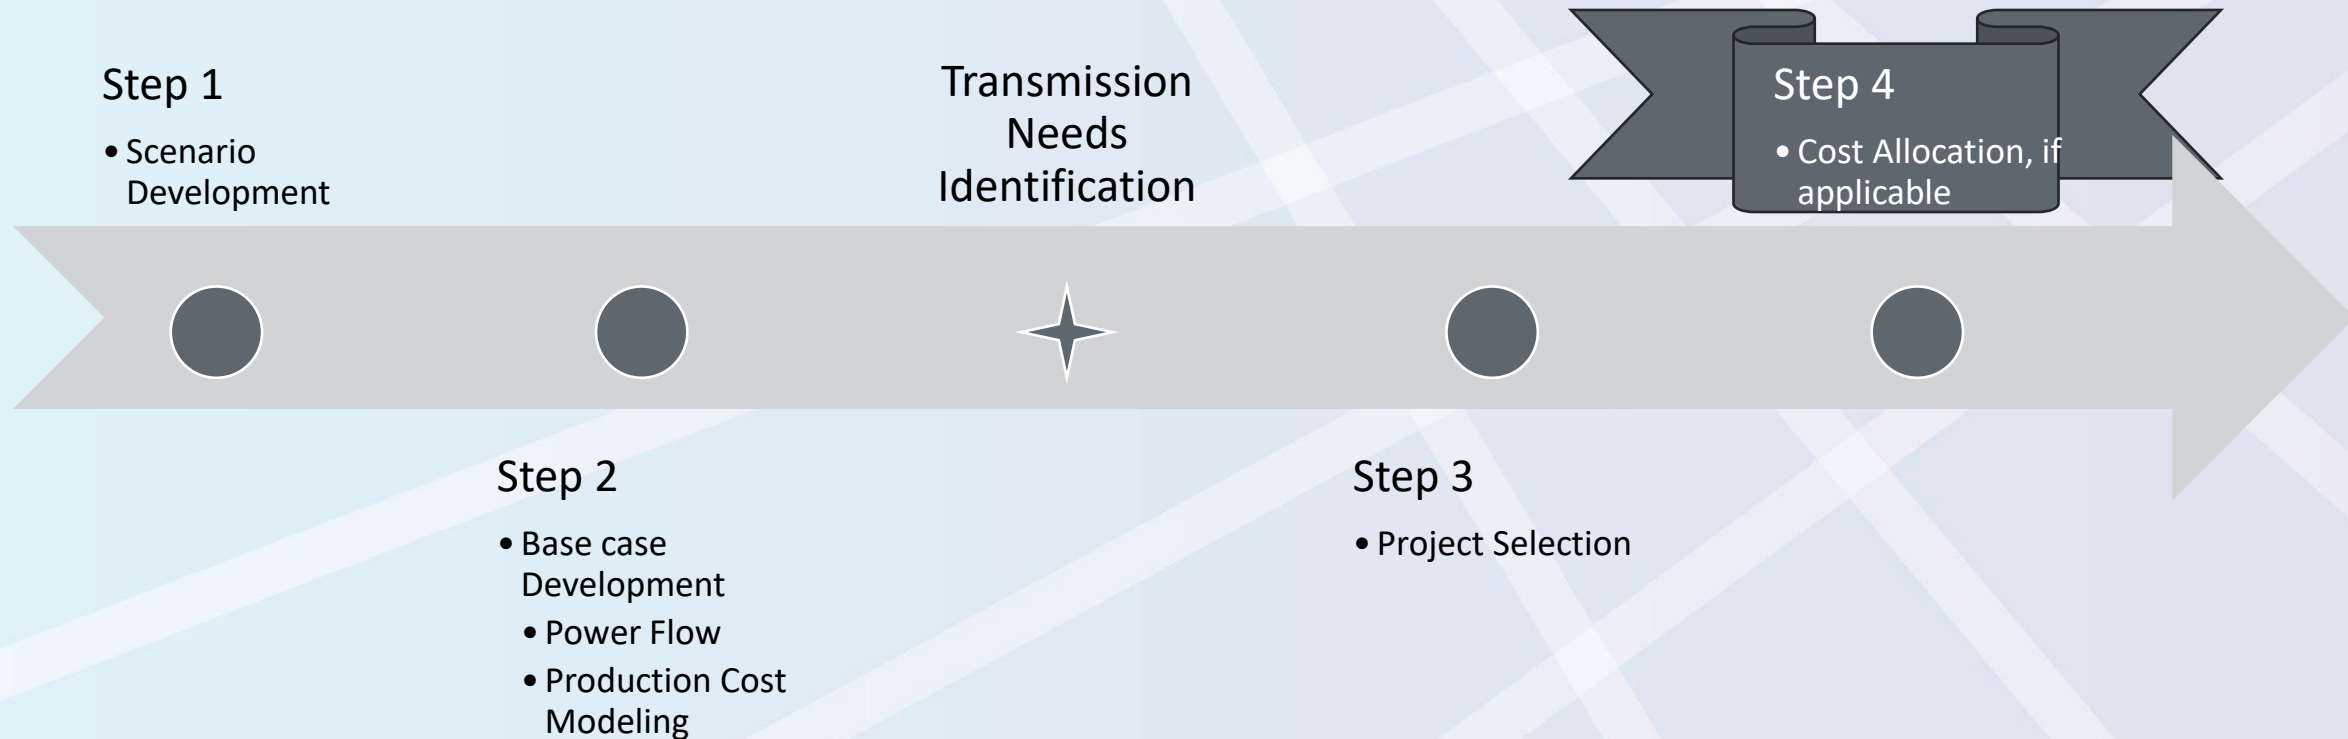 Step 1
• Scenario
Development
Step 2
• Base case
Development
• Power Flow
• Production Cost
Modeling
Transmission
Needs
Identification
Step 3
• Project Selection
Step 4
• Cost Allocation, if
applicable